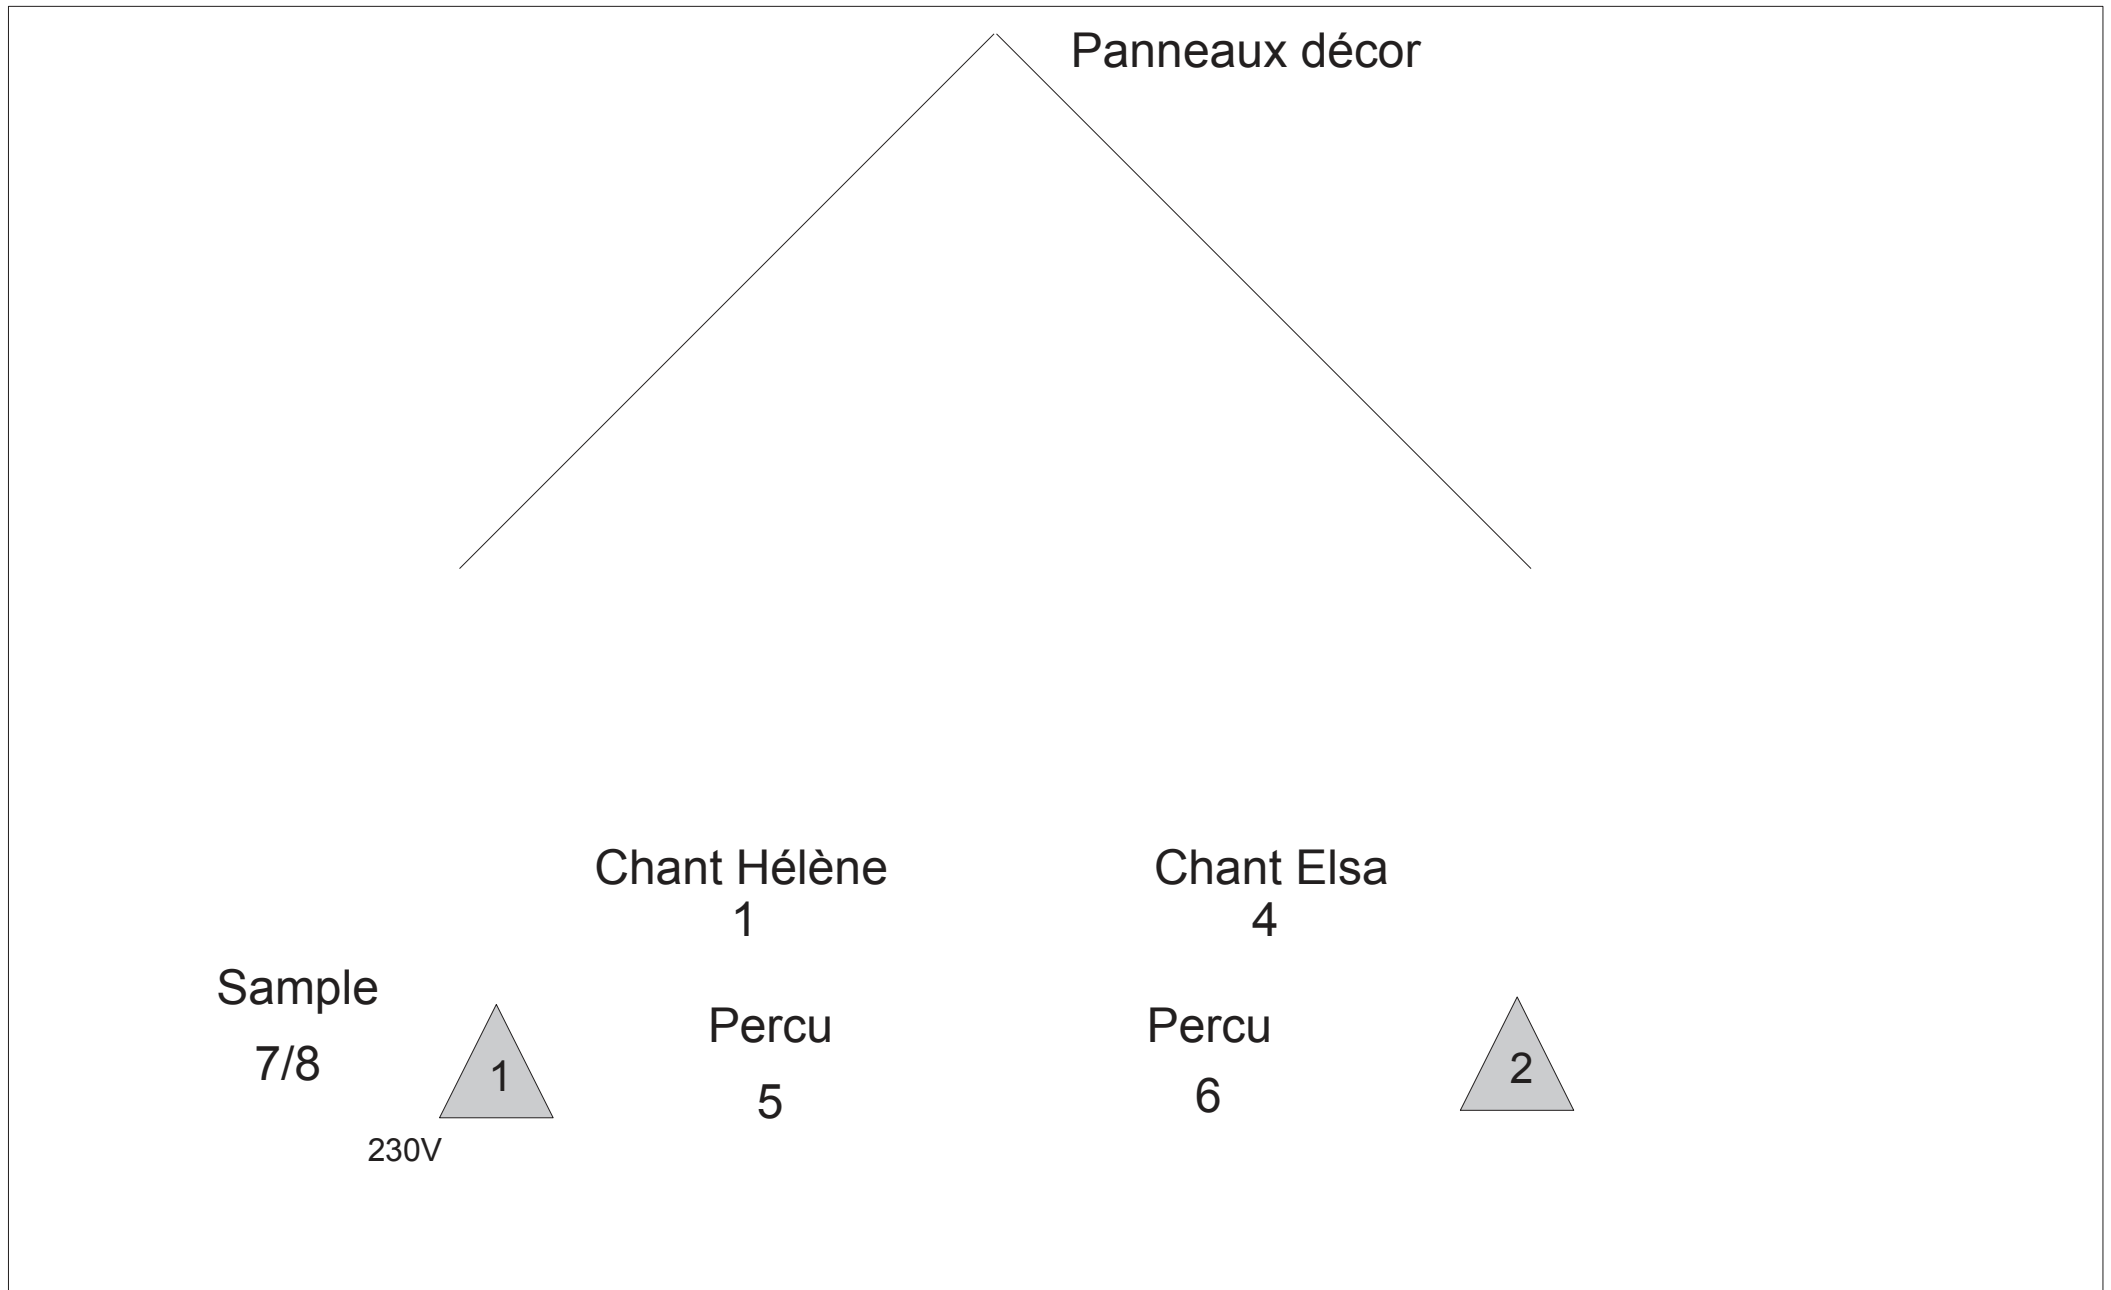 Panneaux décor
Chant Hélène
1
Chant Elsa
4
Sample
7/8
1
230V
Percu
5
Percu
6
2